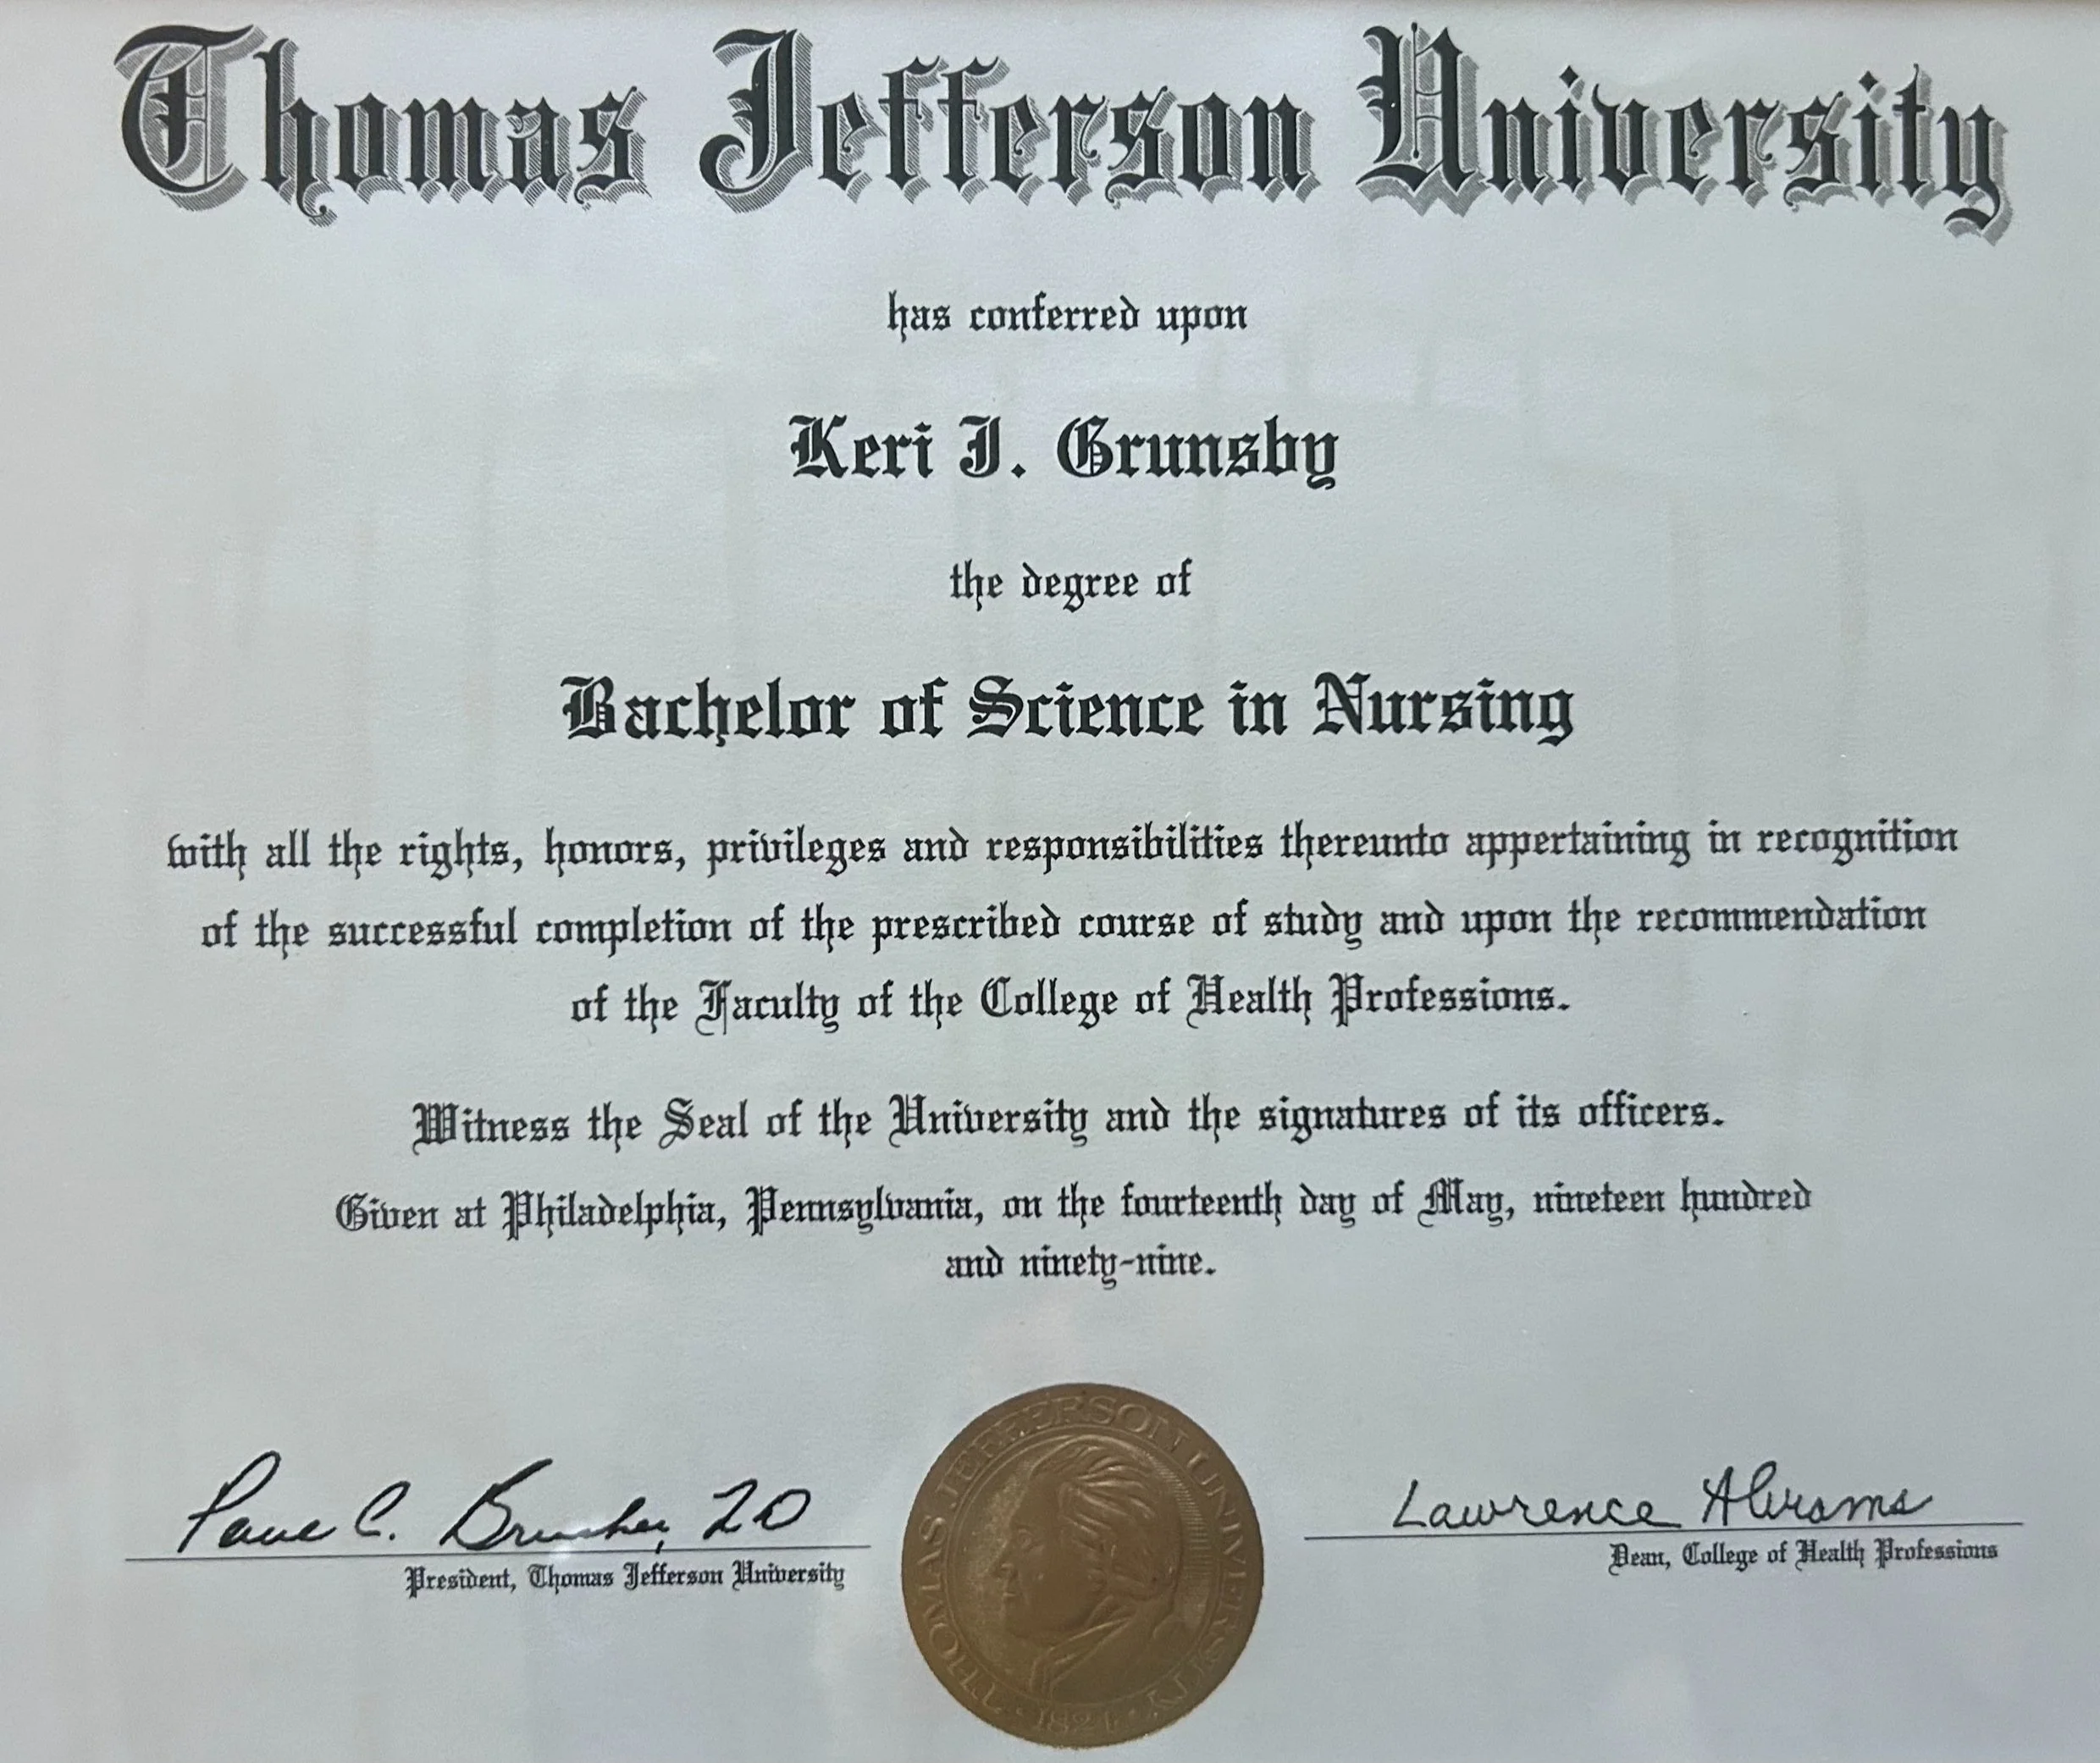 Thomas Jefferson University
has conferred upon
Keri J. Grunsby
the degree of
Bachelor of Science in Nursing
with all the rights, honors, privileges and responsibilities thereunto appertaining in recognition
of the successful completion of the prescribed course of study and upon the recommendation
of the Faculty of the College of Health Professions.
Witness the Seal of the University and the signatures of its officers.
Given at Philadelphia, Pennsylvania, on the fourteenth day of May, nineteen hundred
and ninety-nine.
THOMAS JEFFERSON UNIVERSITY · 1824 ·
C.
President, Thomas Jefferson University
Lawrence Abrams
Dean, College of Health Professions